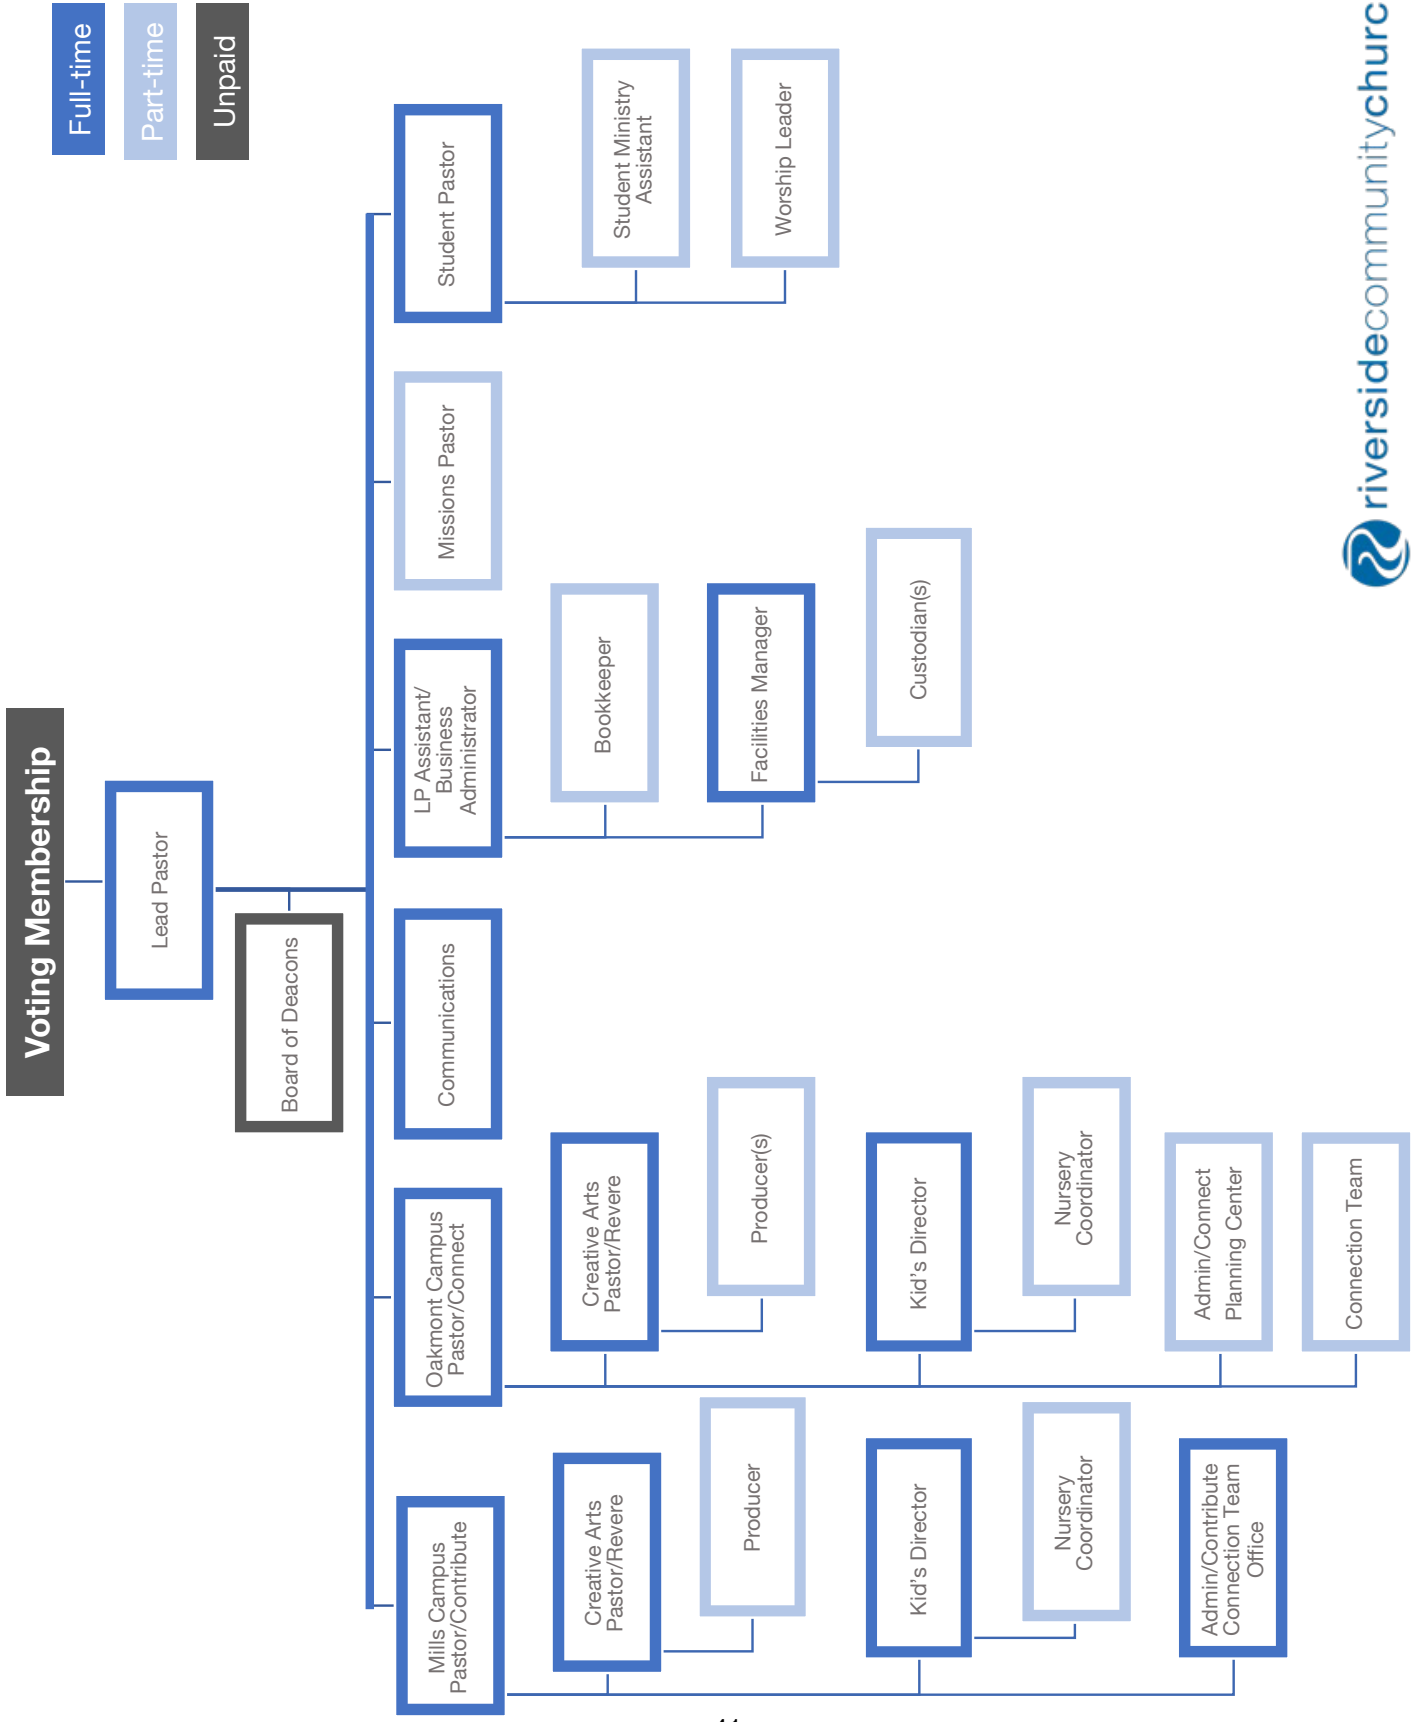 Voting Membership
Full-time
Part-time
Unpaid
Lead Pastor
Board of Deacons
Mills Campus
Pastor/Contribute
Oakmont Campus
Pastor/Connect
Communications
LP Assistant/
Business
Administrator
Missions Pastor
Student Pastor
Creative Arts
Pastor/Revere
Producer
Kid's Director
Nursery
Coordinator
Admin/Contribute
Connection Team
Office
Creative Arts
Pastor/Revere
Producer(s)
Kid's Director
Nursery
Coordinator
Admin/Connect
Planning Center
Connection Team
Bookkeeper
Facilities Manager
Custodian(s)
Student Ministry
Assistant
Worship Leader
riversidecommunitychurc